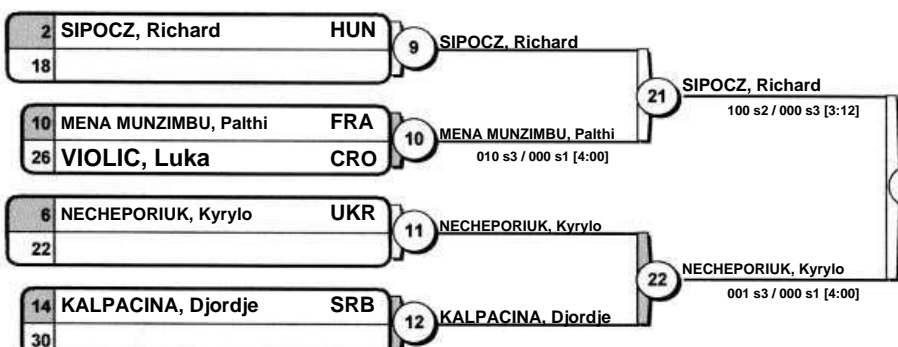 2 SIPOCZ, Richard HUN
18
9 SIPOCZ, Richard
10 MENA MUNZIMBU, Palthi FRA
26 VIOLIC, Luka CRO
10 MENA MUNZIMBU, Palthi
010 s3 / 000 s1 [4:00]
21 SIPOCZ, Richard
100 s2 / 000 s3 [3:12]
6 NECHEPORIUK, Kyrylo UKR
22
11 NECHEPORIUK, Kyrylo
14 KALPACINA, Djordje SRB
30
12 KALPACINA, Djordje
22 NECHEPORIUK, Kyrylo
001 s3 / 000 s1 [4:00]